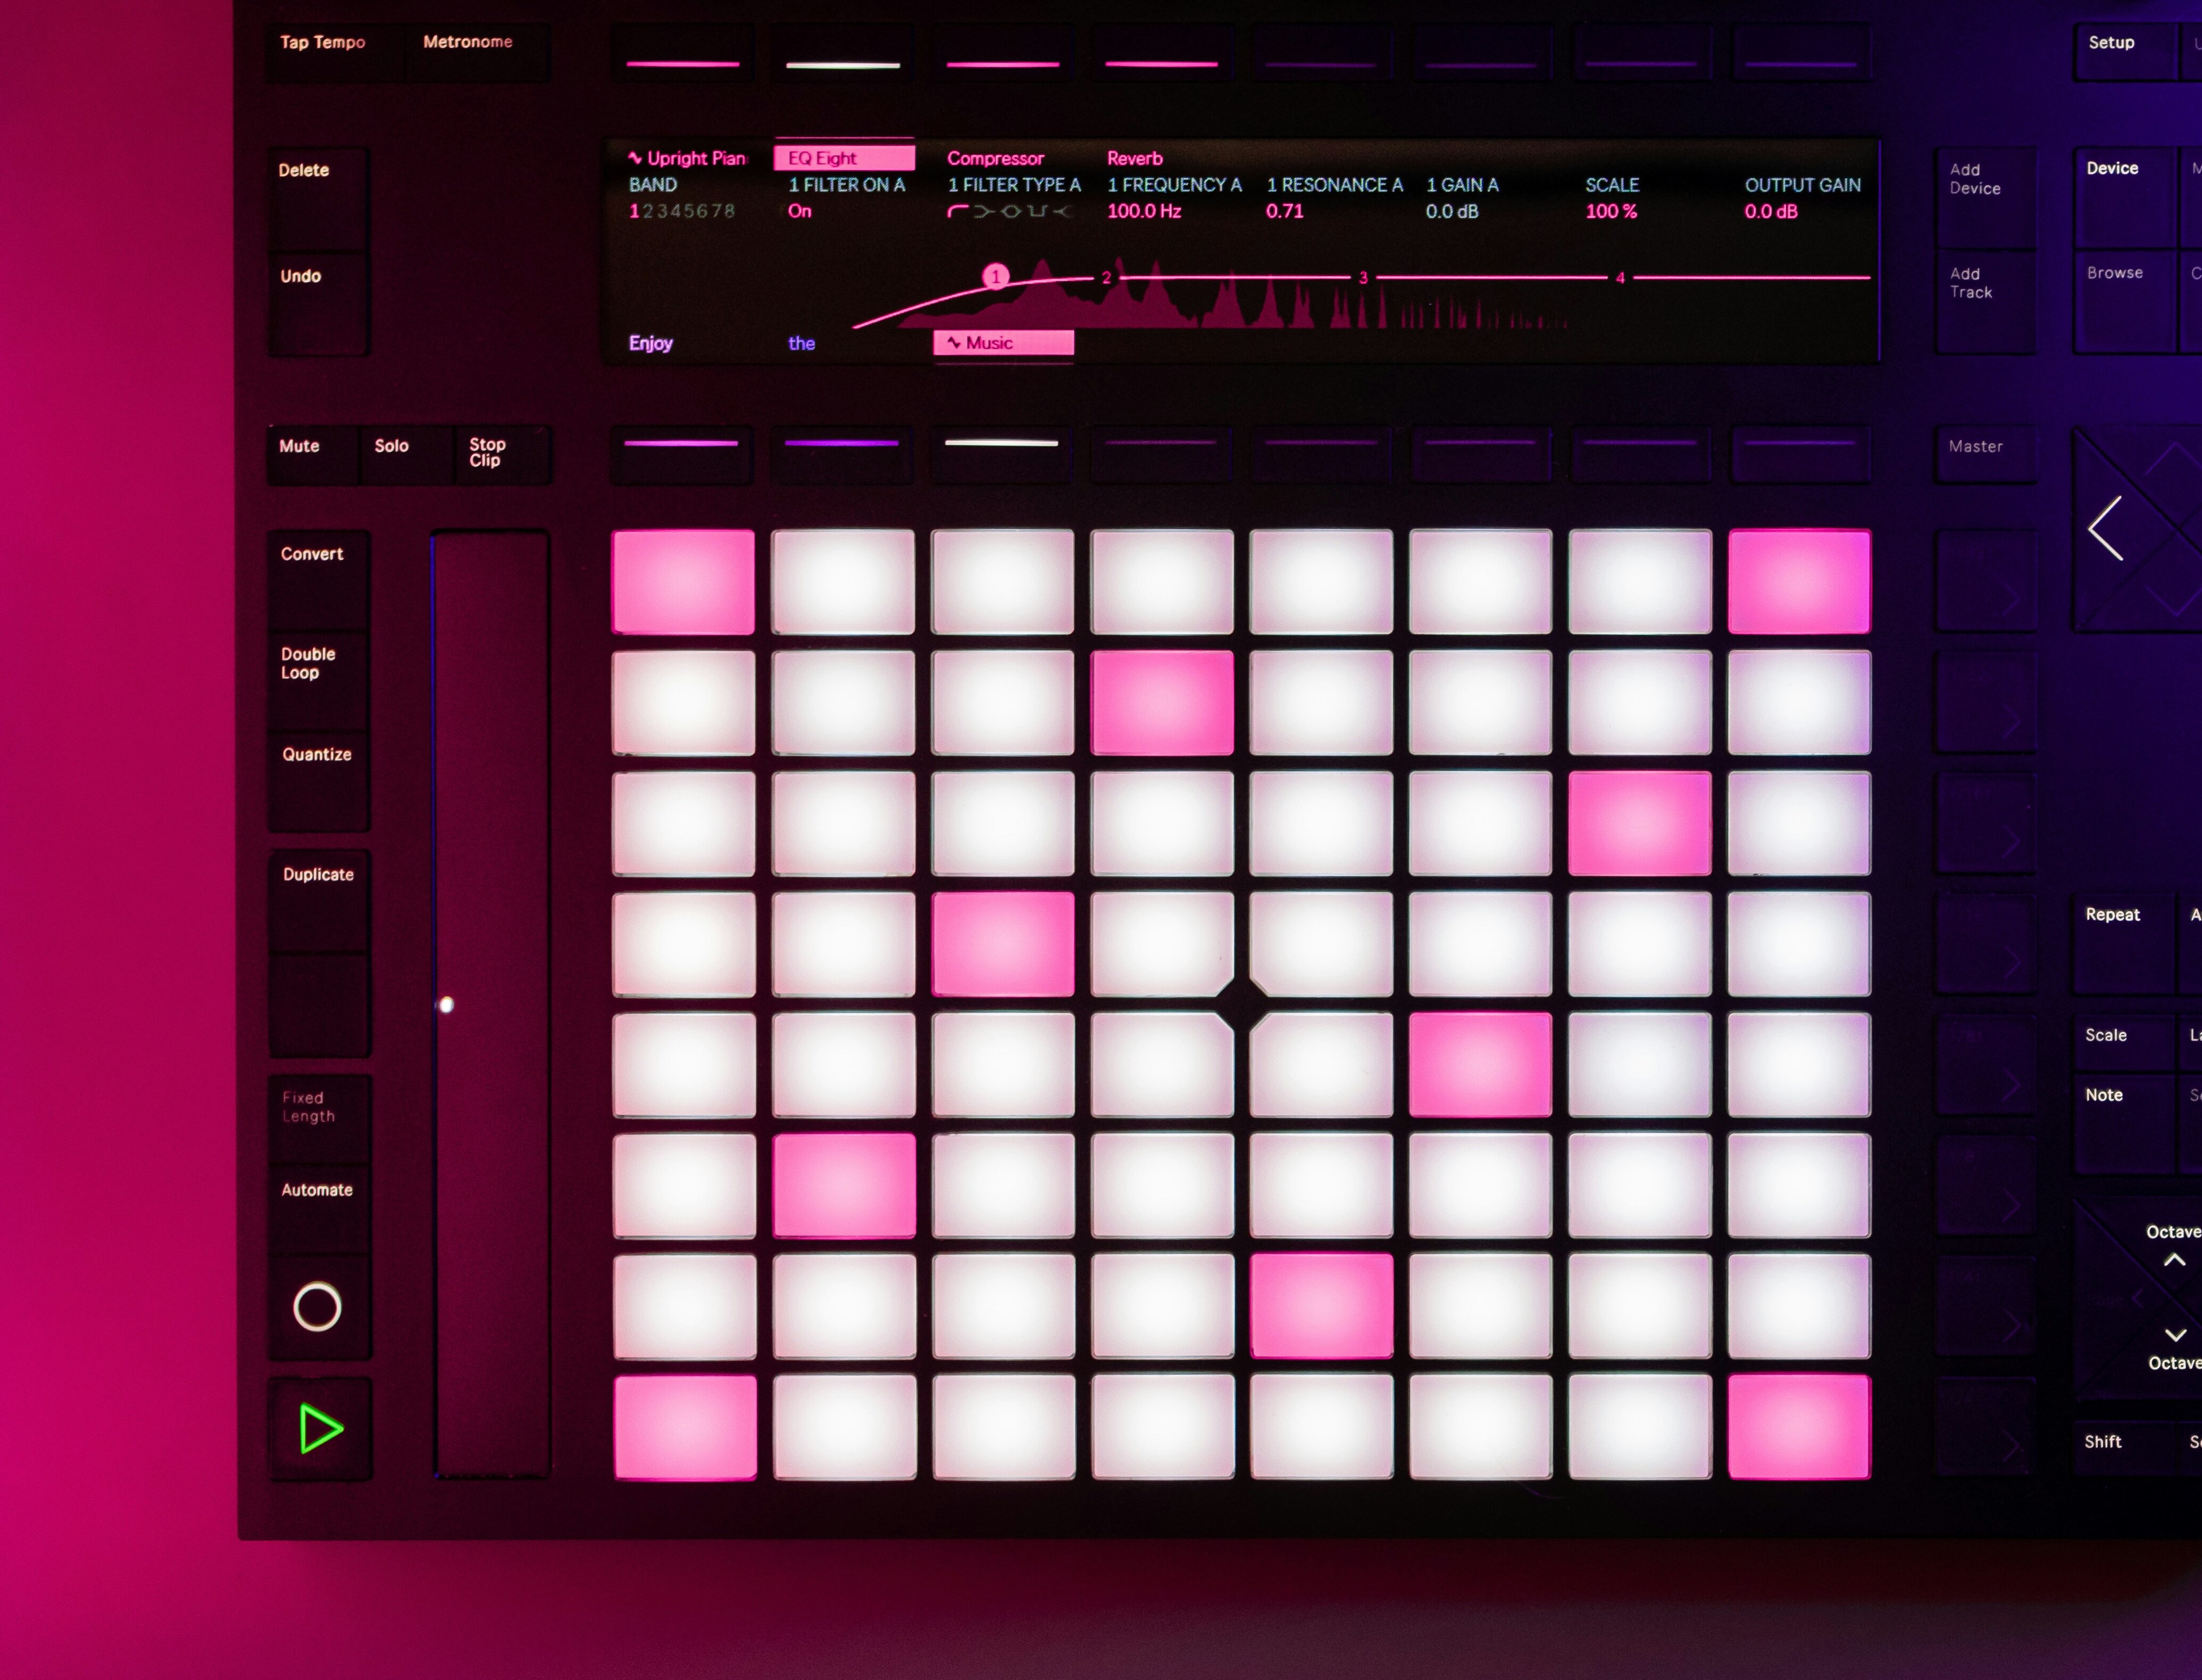 Tap Tempo
Metronome
Setup
Delete
Undo
Upright Pian
EQ Eight
Compressor
Reverb
BAND
1 FILTER ON A
1 FILTER TYPE A
1 FREQUENCY A
1 RESONANCE A
1 GAIN A
SCALE
OUTPUT GAIN
12345678
On
100.0 Hz
0.71
0.0 dB
100 %
0.0 dB
1
2
3
4
Enjoy
the
Music
Add
Device
Add
Track
Device
Browse
Mute
Solo
Stop
Clip
Master
Convert
Double
Loop
Quantize
Duplicate
Fixed
Length
Automate
Repeat
Scale
Note
Octave
Octave
Shift